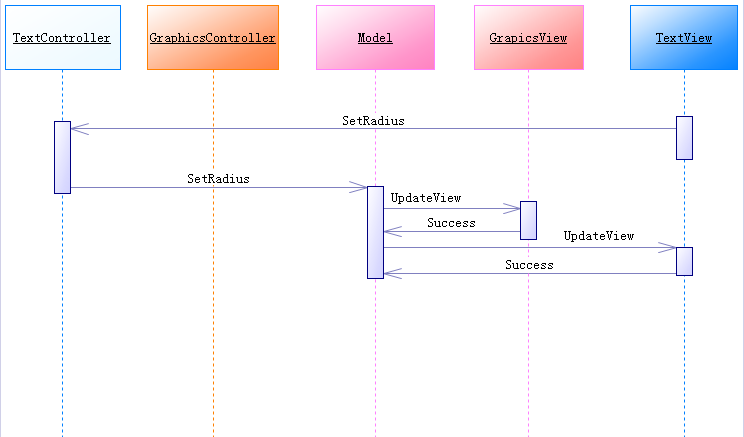 TextController
GraphicsController
Model
GrapicsView
TextView
SetRadius
SetRadius
UpdateView
Success
UpdateView
Success